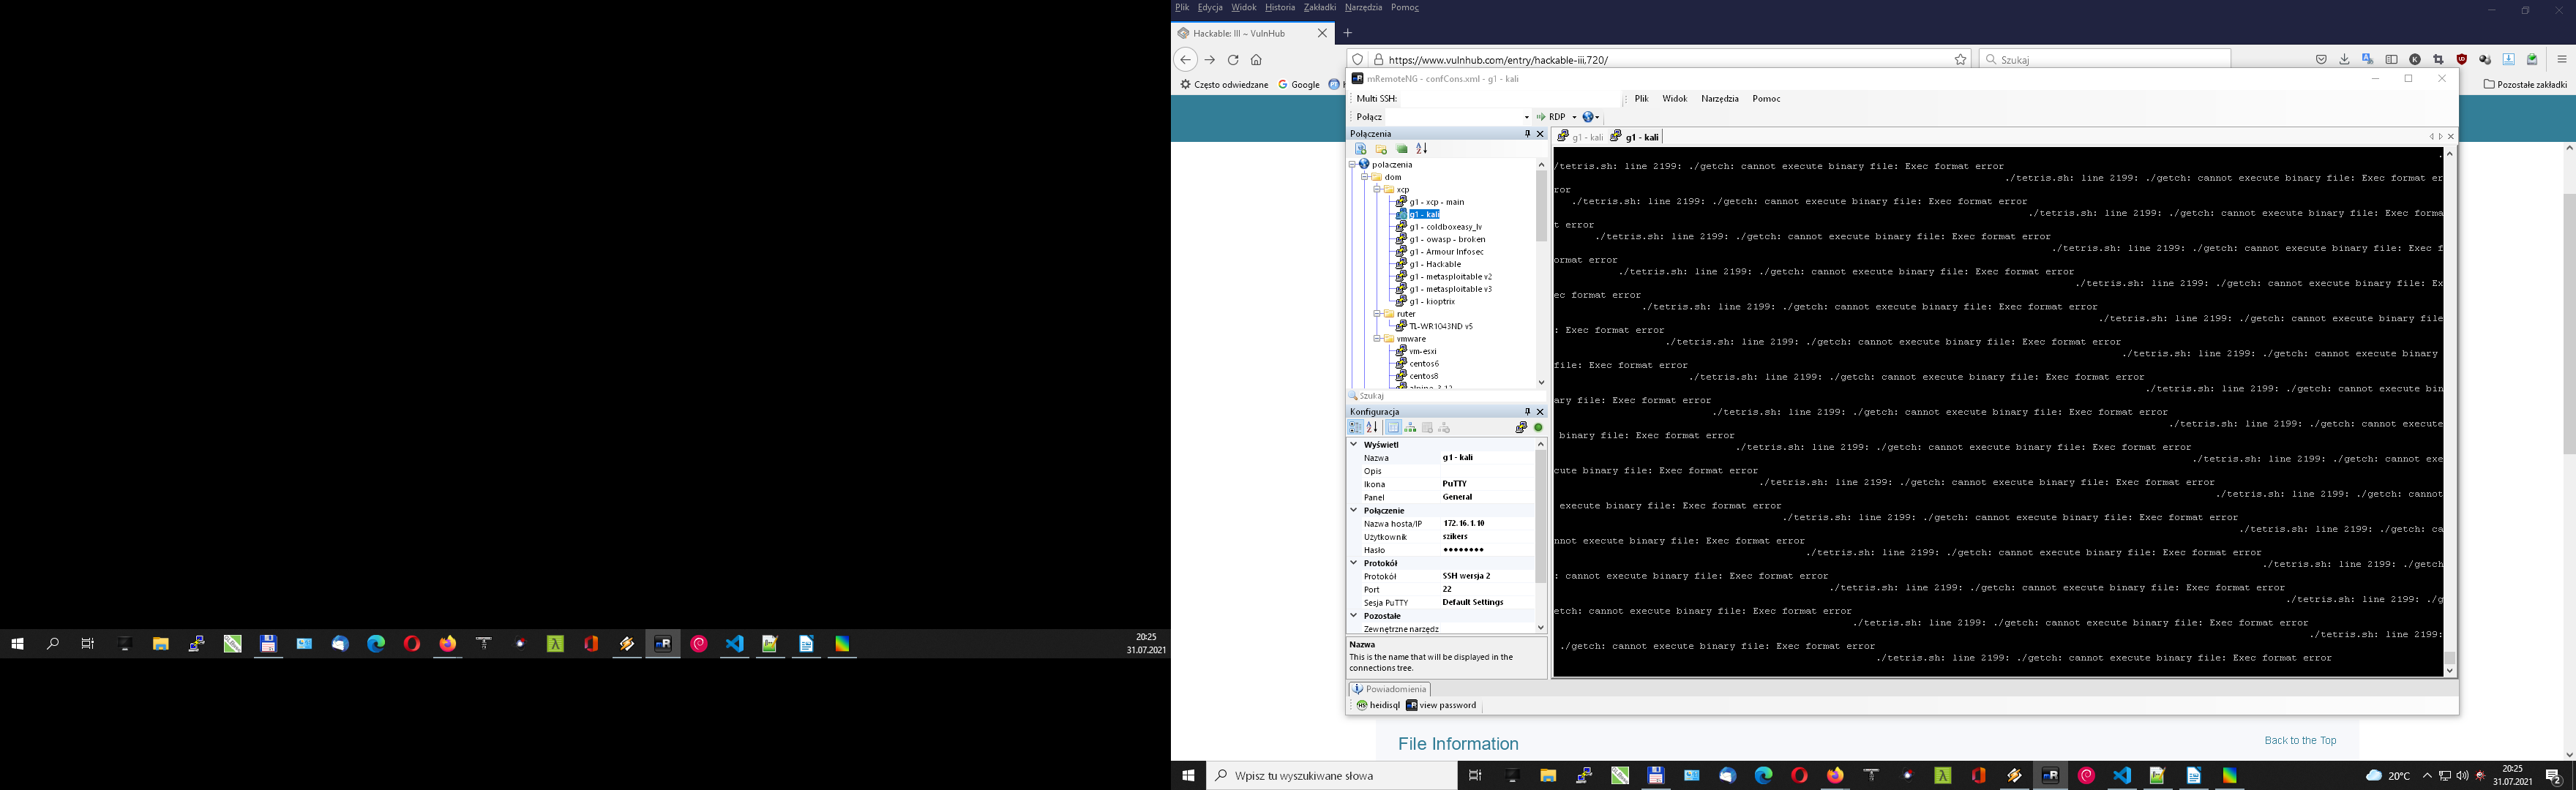 Plik Edycja Widok Historia Zakładki Narzędzia Pomoc
Hackable: III ~ VulnHub
https://www.vulnhub.com/entry/hackable-iii,720/
Szukaj
Często odwiedzane Google
Pozostałe zakładki
mRemoteNG - confCons.xml - g1 - kali
Multi SSH:
Plik Widok Narzędzia Pomoc
Połącz
RDP
Połączenia
g1 - kali g1 - kali
polaczenia
dom
xcp
g1 - xcp - main
g1 - kali
g1 - coldboxeasy_lv
g1 - owasp - broken
g1 - Armour Infosec
g1 - Hackable
g1 - metasploitable v2
g1 - metasploitable v3
g1 - kioptrix
ruter
TL-WR1043ND v5
vmware
vm-esxi
centos6
centos8
Szukaj
Konfiguracja
Wyświetl
Nazwa g1 - kali
Opis
Ikona PuTTY
Panel General
Połączenie
Nazwa hosta/IP 172.16.1.10
Użytkownik szikers
Hasło ●●●●●●●●
Protokół
Protokół SSH wersja 2
Port 22
Sesja PuTTY Default Settings
Pozostałe
Zewnętrzne narzędz
Nazwa
This is the name that will be displayed in the
connections tree.
Powiadomienia
heidisql view password
.
/tetris.sh: line 2199: ./getch: cannot execute binary file: Exec format error
./tetris.sh: line 2199: ./getch: cannot execute binary file: Exec format er
ror
./tetris.sh: line 2199: ./getch: cannot execute binary file: Exec format error
./tetris.sh: line 2199: ./getch: cannot execute binary file: Exec forma
t error
./tetris.sh: line 2199: ./getch: cannot execute binary file: Exec format error
./tetris.sh: line 2199: ./getch: cannot execute binary file: Exec f
ormat error
./tetris.sh: line 2199: ./getch: cannot execute binary file: Exec format error
./tetris.sh: line 2199: ./getch: cannot execute binary file: Ex
ec format error
./tetris.sh: line 2199: ./getch: cannot execute binary file: Exec format error
./tetris.sh: line 2199: ./getch: cannot execute binary file
: Exec format error
./tetris.sh: line 2199: ./getch: cannot execute binary file: Exec format error
./tetris.sh: line 2199: ./getch: cannot execute binary
file: Exec format error
./tetris.sh: line 2199: ./getch: cannot execute binary file: Exec format error
./tetris.sh: line 2199: ./getch: cannot execute bin
ary file: Exec format error
./tetris.sh: line 2199: ./getch: cannot execute binary file: Exec format error
./tetris.sh: line 2199: ./getch: cannot execute
binary file: Exec format error
./tetris.sh: line 2199: ./getch: cannot execute binary file: Exec format error
./tetris.sh: line 2199: ./getch: cannot exe
cute binary file: Exec format error
./tetris.sh: line 2199: ./getch: cannot execute binary file: Exec format error
./tetris.sh: line 2199: ./getch: cannot
execute binary file: Exec format error
./tetris.sh: line 2199: ./getch: cannot execute binary file: Exec format error
./tetris.sh: line 2199: ./getch: ca
nnot execute binary file: Exec format error
./tetris.sh: line 2199: ./getch: cannot execute binary file: Exec format error
./tetris.sh: line 2199: ./getch
: cannot execute binary file: Exec format error
./tetris.sh: line 2199: ./getch: cannot execute binary file: Exec format error
./tetris.sh: line 2199: ./g
etch: cannot execute binary file: Exec format error
./tetris.sh: line 2199: ./getch: cannot execute binary file: Exec format error
./tetris.sh: line 2199:
./getch: cannot execute binary file: Exec format error
./tetris.sh: line 2199: ./getch: cannot execute binary file: Exec format error
File Information
Back to the Top
20:25
31.07.2021
Wpisz tu wyszukiwane słowa
20°C
20:25
31.07.2021
2